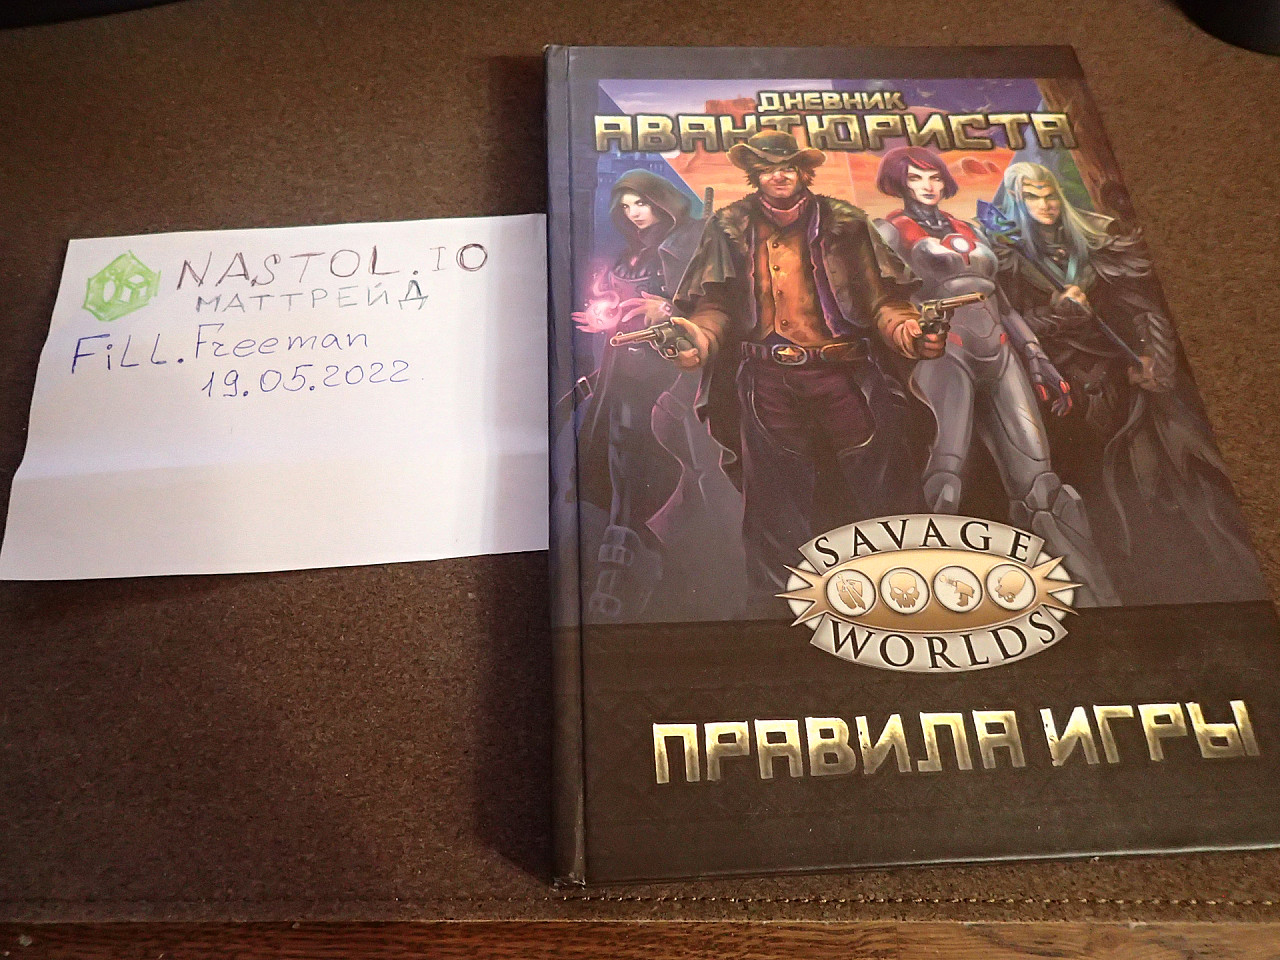 NASTOL.IO
МАТТРЕЙД
FiLL.Freeman
19.05.2022
ДНЕВНИК
АВАНТЮРИСТА
SAVAGE
WORLDS
ПРАВИЛА ИГРЫ